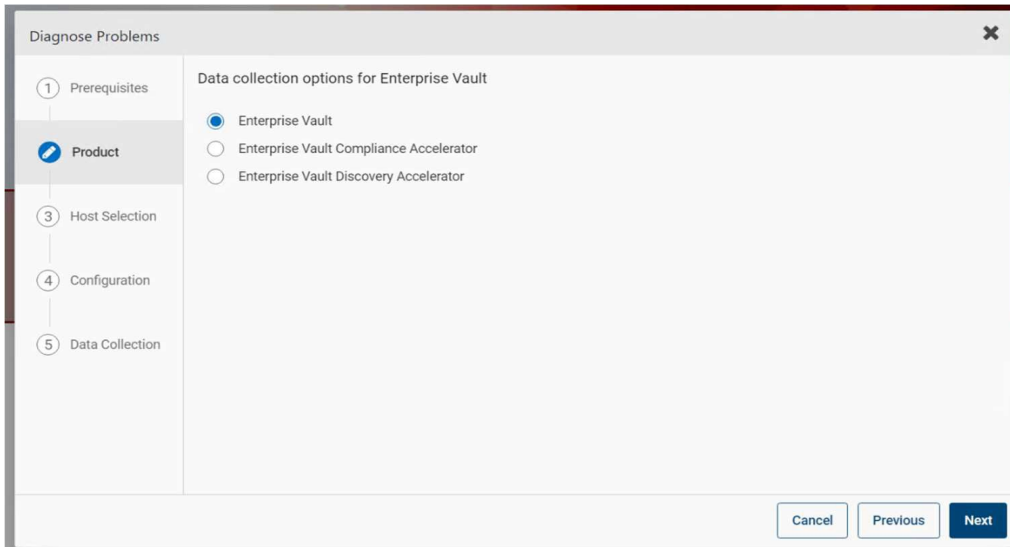 Diagnose Problems
1 Prerequisites
Product
3 Host Selection
4 Configuration
5 Data Collection
Data collection options for Enterprise Vault
Enterprise Vault
Enterprise Vault Compliance Accelerator
Enterprise Vault Discovery Accelerator
Cancel Previous Next